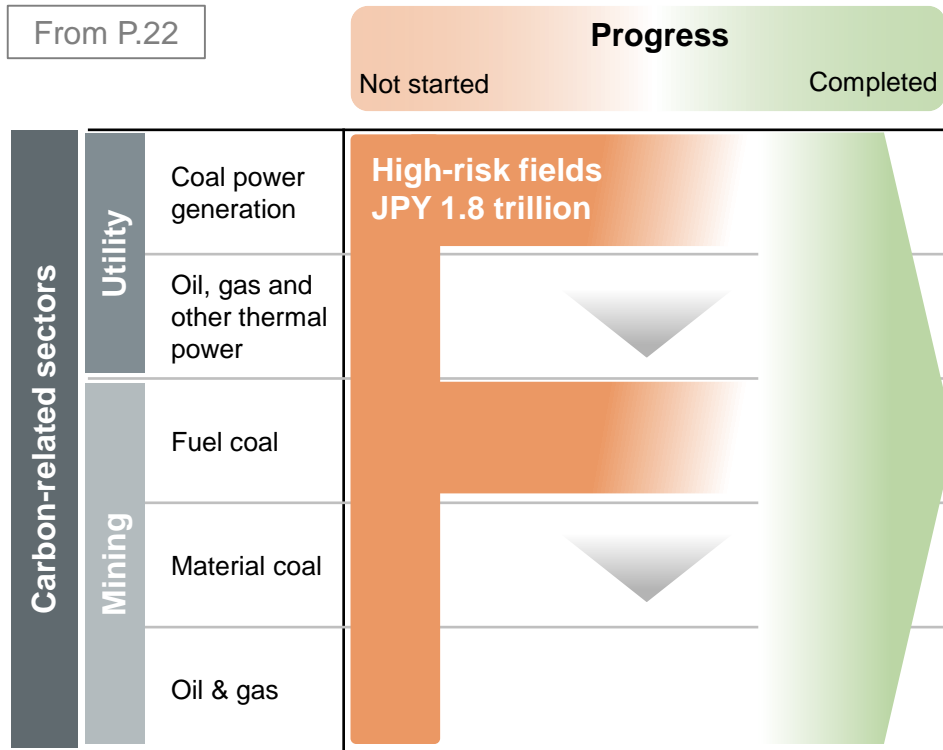 From P.22
Progress
Not started
Completed
Carbon-related sectors
Utility
Coal power
generation
High-risk fields
JPY 1.8 trillion
Oil, gas and
other thermal
power
Mining
Fuel coal
Material coal
Oil & gas